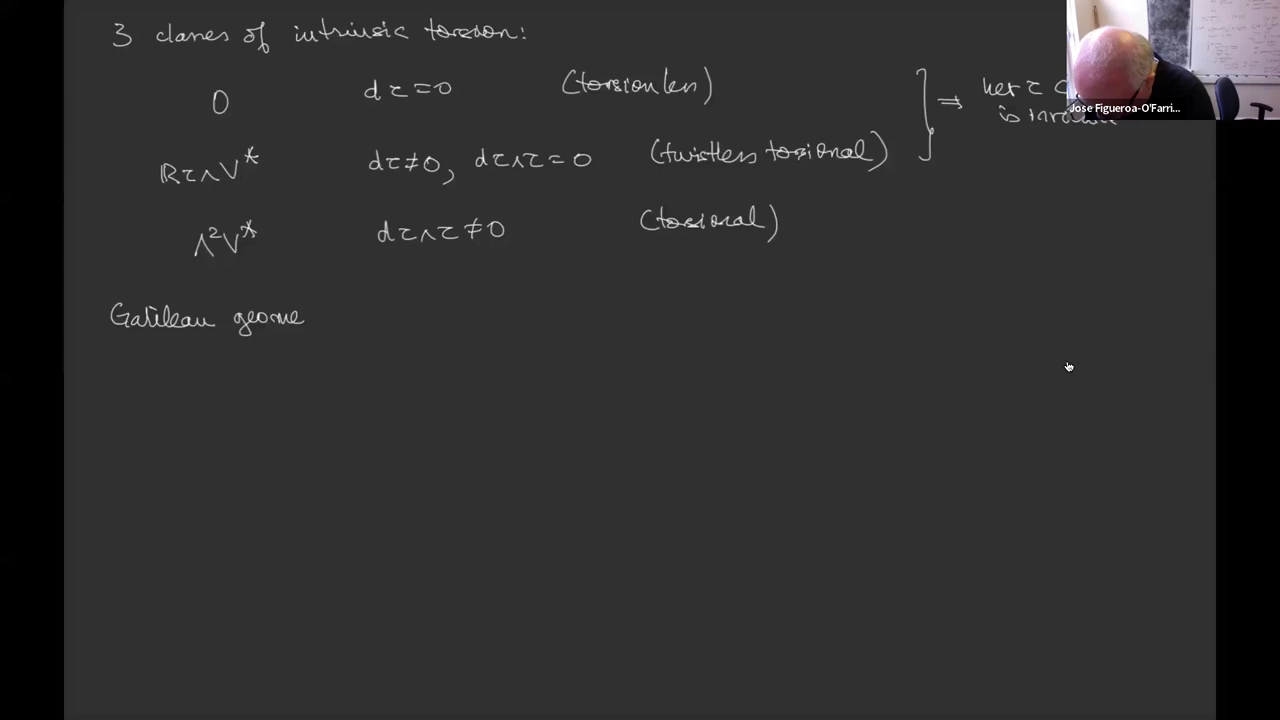 3 classes of intrinsic torsion:
0 dτ=0 (torsionless)
ℝτ∧V* dτ≠0, dτ∧τ=0 (twistless torsional) } ⇒ ker τ
is
Λ²V* dτ∧τ≠0 (torsional)
Galilean geome
Jose Figueroa-O'Farri...